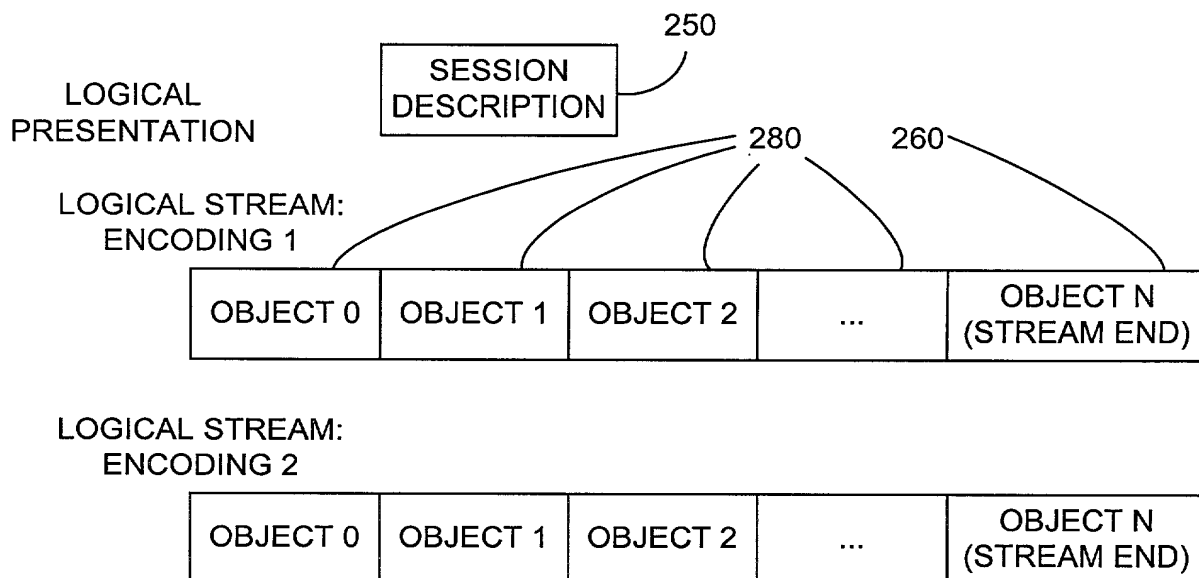 250
SESSION
DESCRIPTION
LOGICAL
PRESENTATION
280
260
LOGICAL STREAM:
ENCODING 1
OBJECT 0
OBJECT 1
OBJECT 2
...
OBJECT N
(STREAM END)
LOGICAL STREAM:
ENCODING 2
OBJECT 0
OBJECT 1
OBJECT 2
...
OBJECT N
(STREAM END)